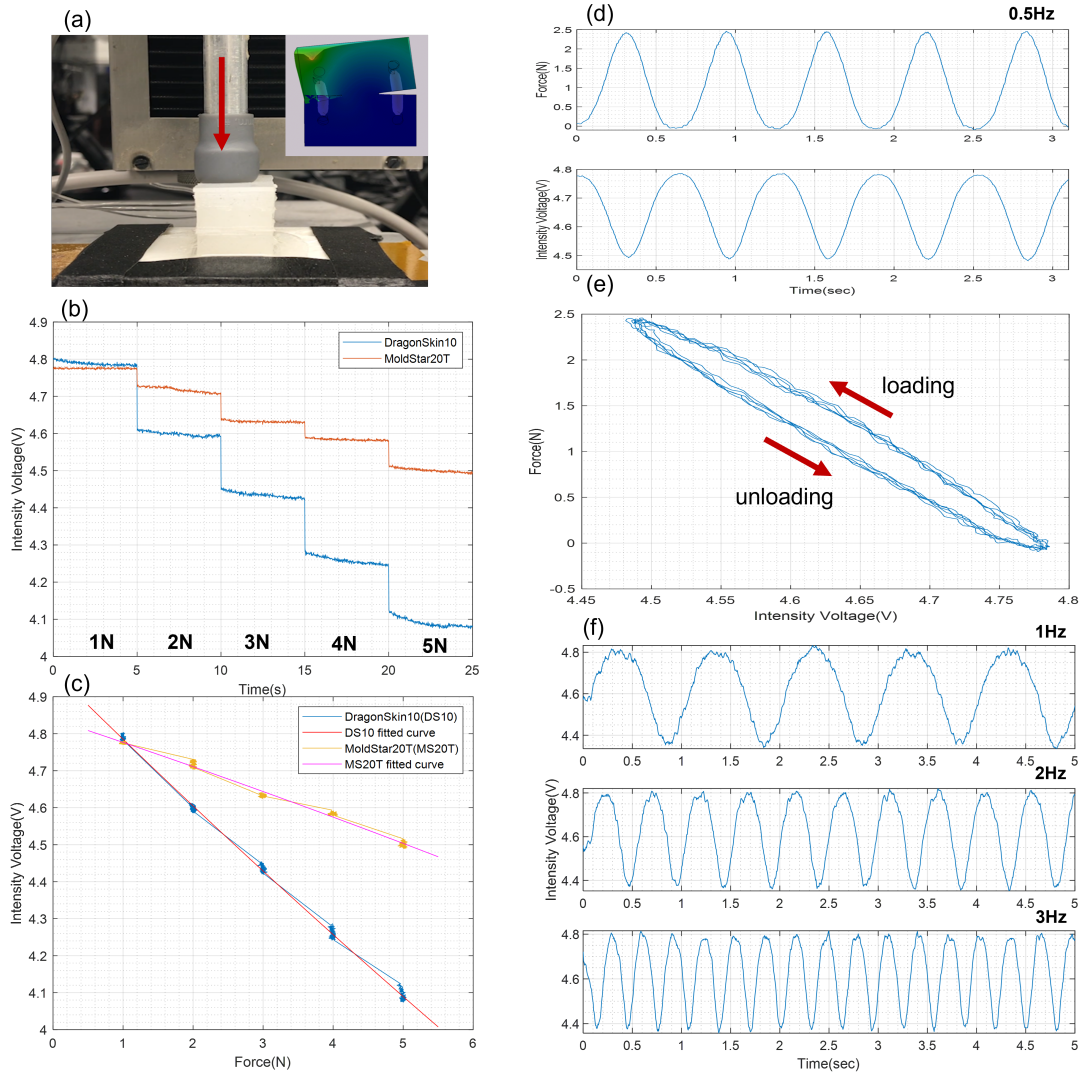 (a)
(b)
4.9
4.8
4.7
4.6
4.5
4.4
4.3
4.2
4.1
4
Intensity Voltage(V)
DragonSkin10
MoldStar20T
1N 2N 3N 4N 5N
0 5 10 15 20 25
Time(s)
(c)
4.9
4.8
4.7
4.6
4.5
4.4
4.3
4.2
4.1
4
Intensity Voltage(V)
DragonSkin10(DS10)
DS10 fitted curve
MoldStar20T(MS20T)
MS20T fitted curve
0 1 2 3 4 5 6
Force(N)
(d)
0.5Hz
2.5
2
1.5
1
0.5
0
Force(N)
0 0.5 1 1.5 2 2.5 3
4.8
4.7
4.6
4.5
Intensity Voltage(V)
0 0.5 1 1.5 2 2.5 3
Time(sec)
(e)
2.5
2
1.5
1
0.5
0
-0.5
Force(N)
loading
unloading
4.45 4.5 4.55 4.6 4.65 4.7 4.75 4.8
Intensity Voltage(V)
(f)
1Hz
4.8
4.6
4.4
0 0.5 1 1.5 2 2.5 3 3.5 4 4.5 5
2Hz
4.8
4.6
4.4
Intensity Voltage(V)
0 0.5 1 1.5 2 2.5 3 3.5 4 4.5 5
3Hz
4.8
4.6
4.4
0 0.5 1 1.5 2 2.5 3 3.5 4 4.5 5
Time(sec)